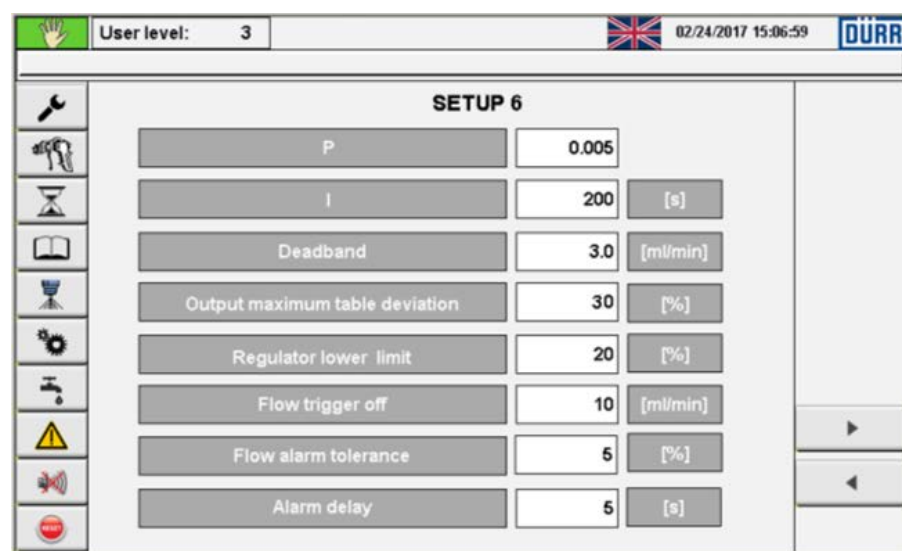 User level: 3 02/24/2017 15:06:59 DÜRR
SETUP 6
P 0.005
I 200 [s]
Deadband 3.0 [ml/min]
Output maximum table deviation 30 [%]
Regulator lower limit 20 [%]
Flow trigger off 10 [ml/min]
Flow alarm tolerance 5 [%]
Alarm delay 5 [s]
RESET